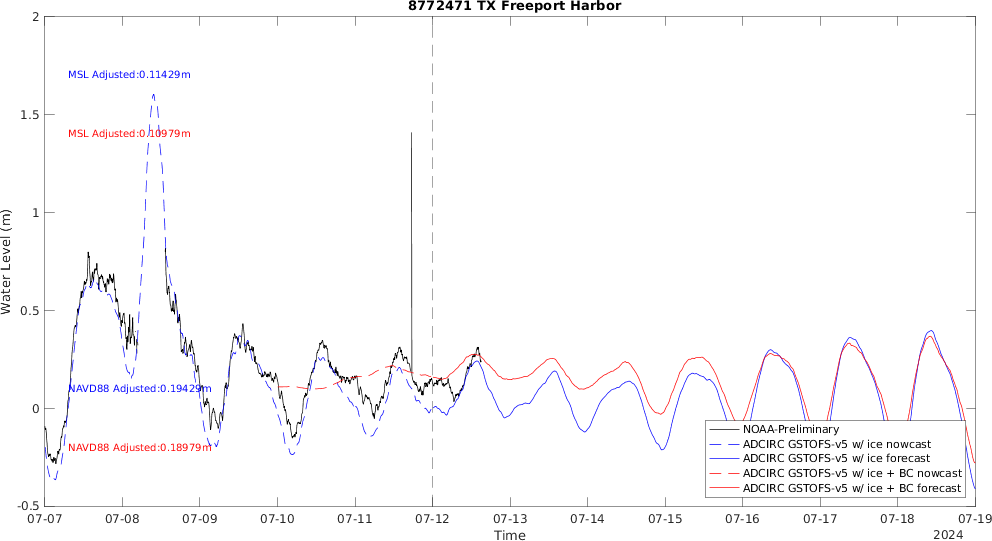 8772471 TX Freeport Harbor
2
1.5
1
0.5
0
-0.5
Water Level (m)
MSL Adjusted:0.11429m
MSL Adjusted:0.10979m
NAVD88 Adjusted:0.19429m
NAVD88 Adjusted:0.18979m
NOAA-Preliminary
ADCIRC GSTOFS-v5 w/ ice nowcast
ADCIRC GSTOFS-v5 w/ ice forecast
ADCIRC GSTOFS-v5 w/ ice + BC nowcast
ADCIRC GSTOFS-v5 w/ ice + BC forecast
07-07 07-08 07-09 07-10 07-11 07-12 07-13 07-14 07-15 07-16 07-17 07-18 07-19
Time
2024